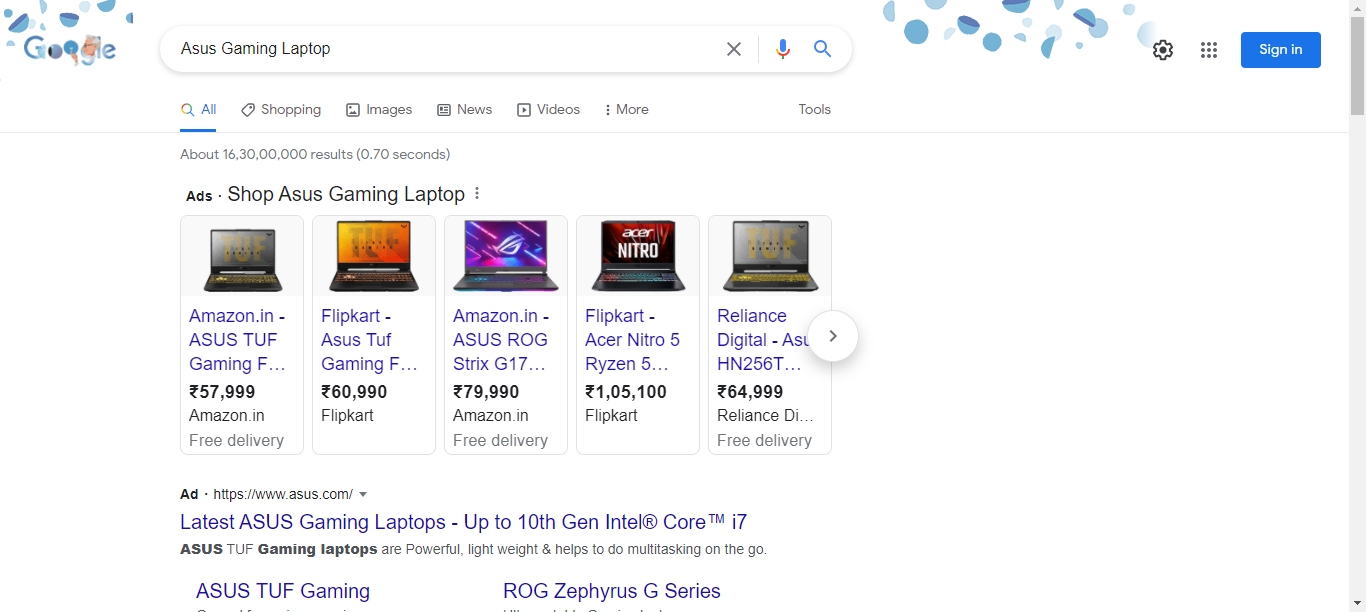 Google
Asus Gaming Laptop
Sign in
All
Shopping
Images
News
Videos
More
Tools
About 16,30,00,000 results (0.70 seconds)
Ads · Shop Asus Gaming Laptop
TUF
TUF
acer
NITRO
TUF
Amazon.in -
ASUS TUF
Gaming F…
₹57,999
Amazon.in
Free delivery
Flipkart -
Asus Tuf
Gaming F…
₹60,990
Flipkart
Amazon.in -
ASUS ROG
Strix G17…
₹79,990
Amazon.in
Free delivery
Flipkart -
Acer Nitro 5
Ryzen 5…
₹1,05,100
Flipkart
Reliance
Digital - Asu
HN256T…
₹64,999
Reliance Di…
Free delivery
Ad · https://www.asus.com/
Latest ASUS Gaming Laptops - Up to 10th Gen Intel® Core™ i7
ASUS TUF Gaming laptops are Powerful, light weight & helps to do multitasking on the go.
ASUS TUF Gaming
ROG Zephyrus G Series